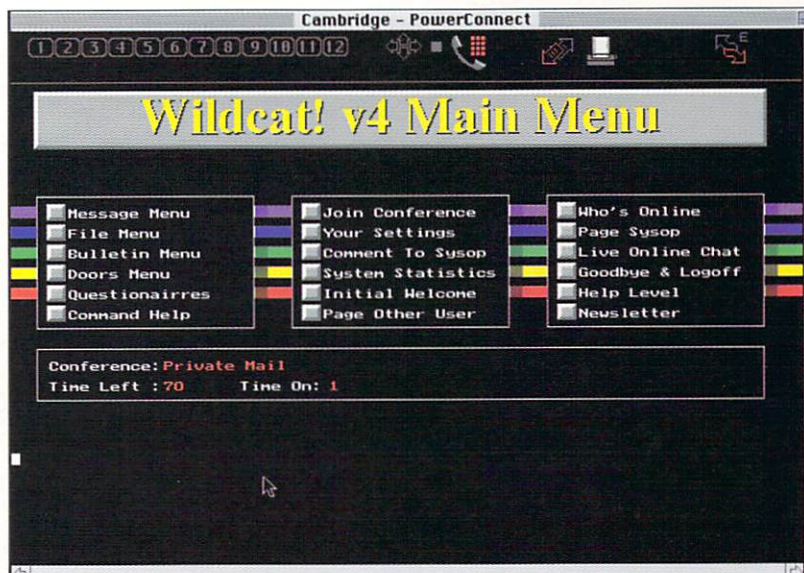 Cambridge - PowerConnect
1 2 3 4 5 6 7 8 9 10 11 12
E
Wildcat! v4 Main Menu
Message Menu
File Menu
Bulletin Menu
Doors Menu
Questionairres
Command Help
Join Conference
Your Settings
Comment To Sysop
System Statistics
Initial Welcome
Page Other User
Who's Online
Page Sysop
Live Online Chat
Goodbye & Logoff
Help Level
Newsletter
Conference: Private Mail
Time Left : 70 Time On: 1